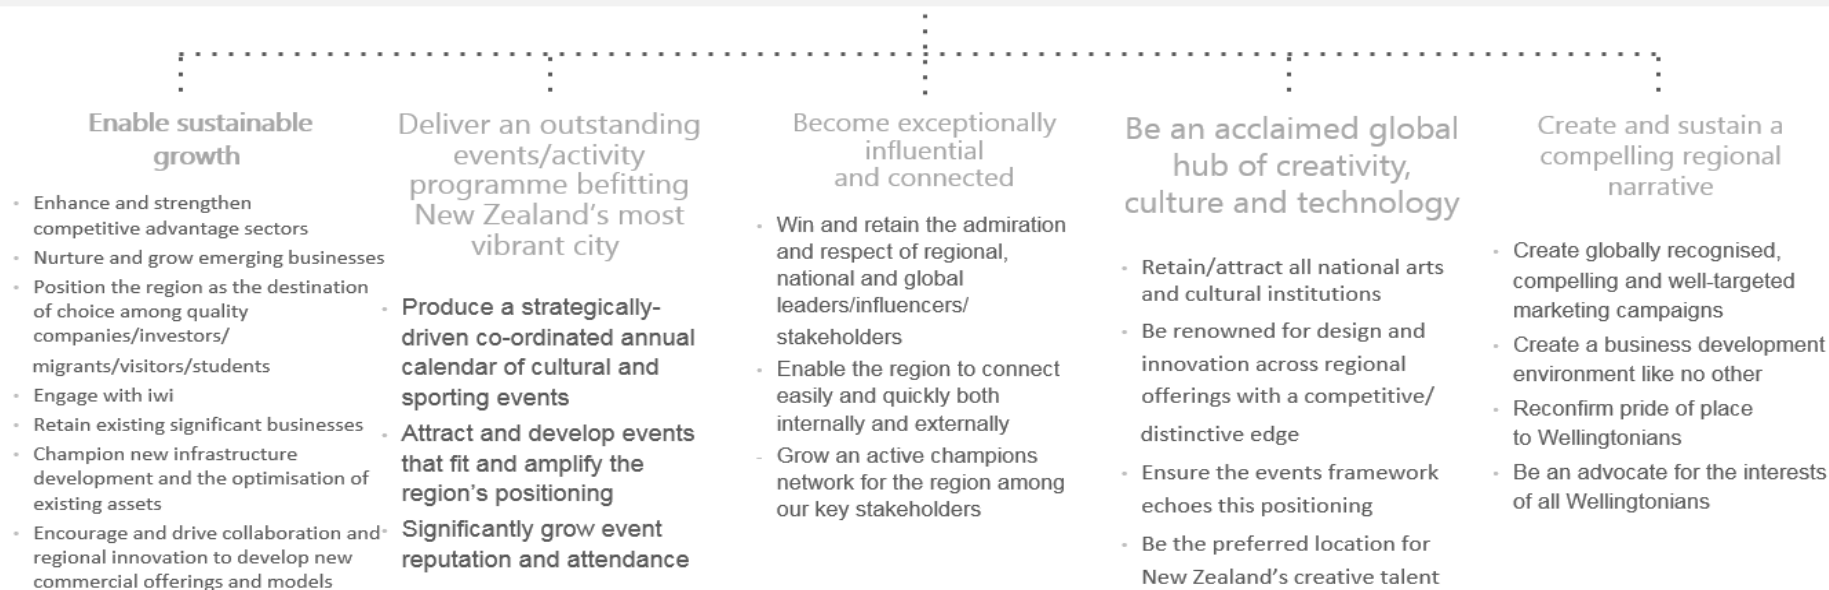 Enable sustainable
growth
• Enhance and strengthen
competitive advantage sectors
• Nurture and grow emerging businesses
• Position the region as the destination
of choice among quality
companies/investors/
migrants/visitors/students
• Engage with iwi
• Retain existing significant businesses
• Champion new infrastructure
development and the optimisation of
existing assets
• Encourage and drive collaboration and
regional innovation to develop new
commercial offerings and models
Deliver an outstanding
events/activity
programme befitting
New Zealand's most
vibrant city
• Produce a strategically-
driven co-ordinated annual
calendar of cultural and
sporting events
• Attract and develop events
that fit and amplify the
region's positioning
• Significantly grow event
reputation and attendance
Become exceptionally
influential
and connected
• Win and retain the admiration
and respect of regional,
national and global
leaders/influencers/
stakeholders
• Enable the region to connect
easily and quickly both
internally and externally
- Grow an active champions
network for the region among
our key stakeholders
Be an acclaimed global
hub of creativity,
culture and technology
• Retain/attract all national arts
and cultural institutions
• Be renowned for design and
innovation across regional
offerings with a competitive/
distinctive edge
• Ensure the events framework
echoes this positioning
• Be the preferred location for
New Zealand's creative talent
Create and sustain a
compelling regional
narrative
• Create globally recognised,
compelling and well-targeted
marketing campaigns
• Create a business development
environment like no other
• Reconfirm pride of place
to Wellingtonians
• Be an advocate for the interests
of all Wellingtonians